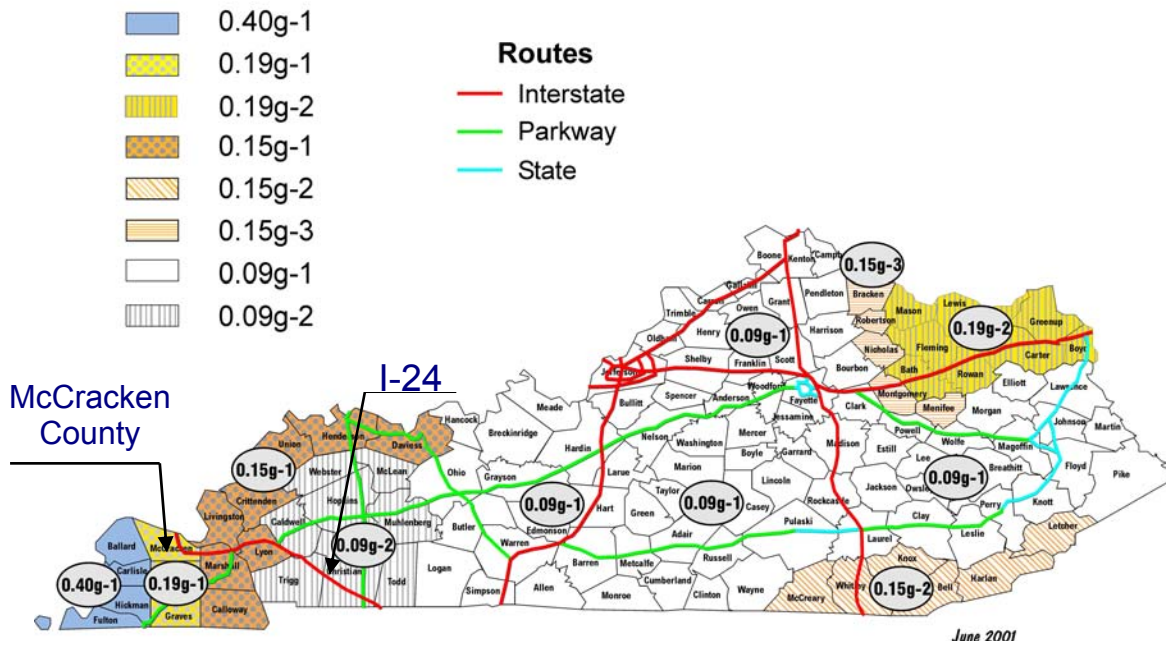 0.40g-1
0.19g-1
0.19g-2
0.15g-1
0.15g-2
0.15g-3
0.09g-1
0.09g-2
Routes
Interstate
Parkway
State
McCracken
County
I-24
Boone
Kenton
Gallatin
Carroll
Owen
Grant
Pendleton
0.15g-3
Bracken
Trimble
Henry
Oldham
0.09g-1
Harrison
Robertson
Mason
Lewis
Fleming
0.19g-2
Greenup
Boyd
Carter
Rowan
Nicholas
Bath
Shelby
Franklin
Scott
Bourbon
Jefferson
Woodford
Fayette
Montgomery
Menifee
Elliott
Lawrence
Morgan
Johnson
Martin
Hancock
Meade
Breckinridge
Bullitt
Spencer
Anderson
Jessamine
Clark
Powell
Wolfe
Magoffin
Floyd
Pike
Union
Henderson
Daviess
Webster
McLean
Ohio
Hardin
Nelson
Washington
Mercer
Boyle
Garrard
Madison
Estill
Lee
Owsley
Breathitt
Knott
0.15g-1
Crittenden
Livingston
Caldwell
Hopkins
Muhlenberg
Grayson
Larue
Marion
Lincoln
Jackson
0.09g-1
Perry
Butler
Edmonson
0.09g-1
Hart
Green
Taylor
0.09g-1
Casey
Rockcastle
Clay
Leslie
Letcher
Ballard
McCracken
Carlisle
0.40g-1
0.19g-1
Marshall
Lyon
0.09g-2
Warren
Adair
Pulaski
Laurel
Hickman
Fulton
Graves
Calloway
Trigg
Christian
Todd
Logan
Simpson
Allen
Barren
Metcalfe
Monroe
Cumberland
Russell
Clinton
Wayne
McCreary
Whitley
Knox
0.15g-2
Bell
Harlan
June 2001